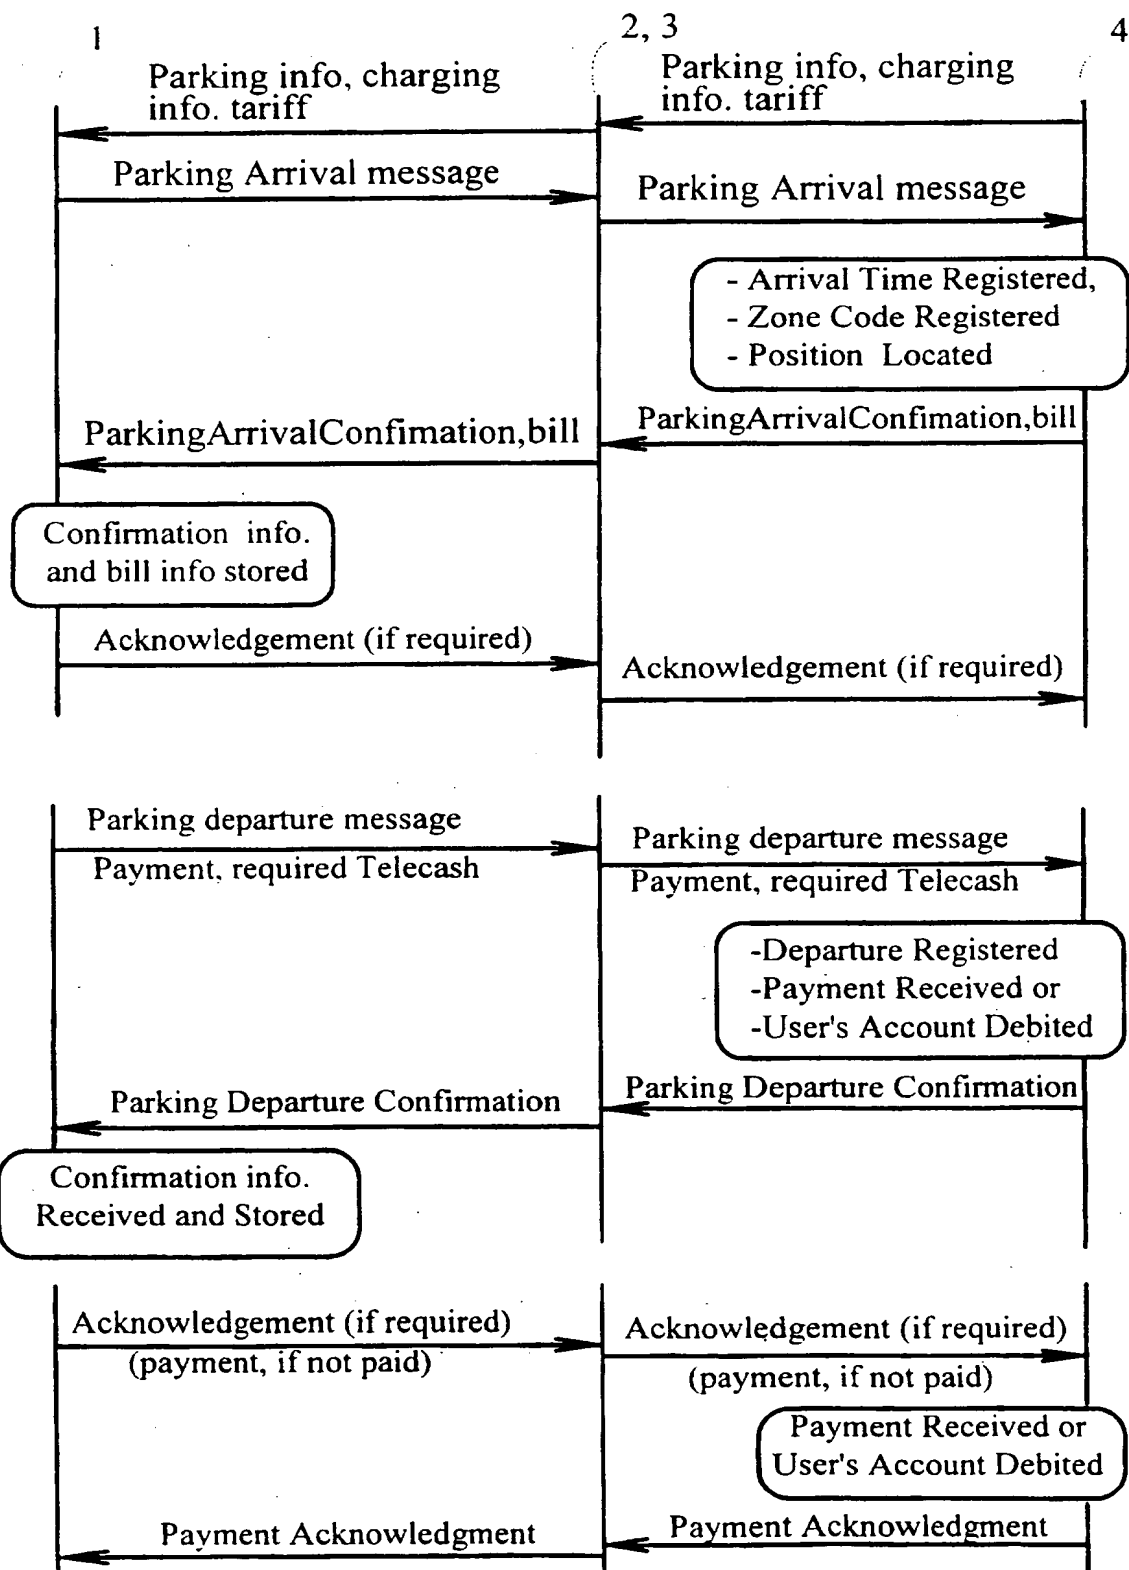 1
2, 3
4
Parking info, charging
info. tariff
Parking info, charging
info. tariff
Parking Arrival message
Parking Arrival message
- Arrival Time Registered,
- Zone Code Registered
- Position Located
ParkingArrivalConfimation,bill
ParkingArrivalConfimation,bill
Confirmation info.
and bill info stored
Acknowledgement (if required)
Acknowledgement (if required)
Parking departure message
Payment, required Telecash
Parking departure message
Payment, required Telecash
-Departure Registered
-Payment Received or
-User's Account Debited
Parking Departure Confirmation
Parking Departure Confirmation
Confirmation info.
Received and Stored
Acknowledgement (if required)
(payment, if not paid)
Acknowledgement (if required)
(payment, if not paid)
Payment Received or
User's Account Debited
Payment Acknowledgment
Payment Acknowledgment